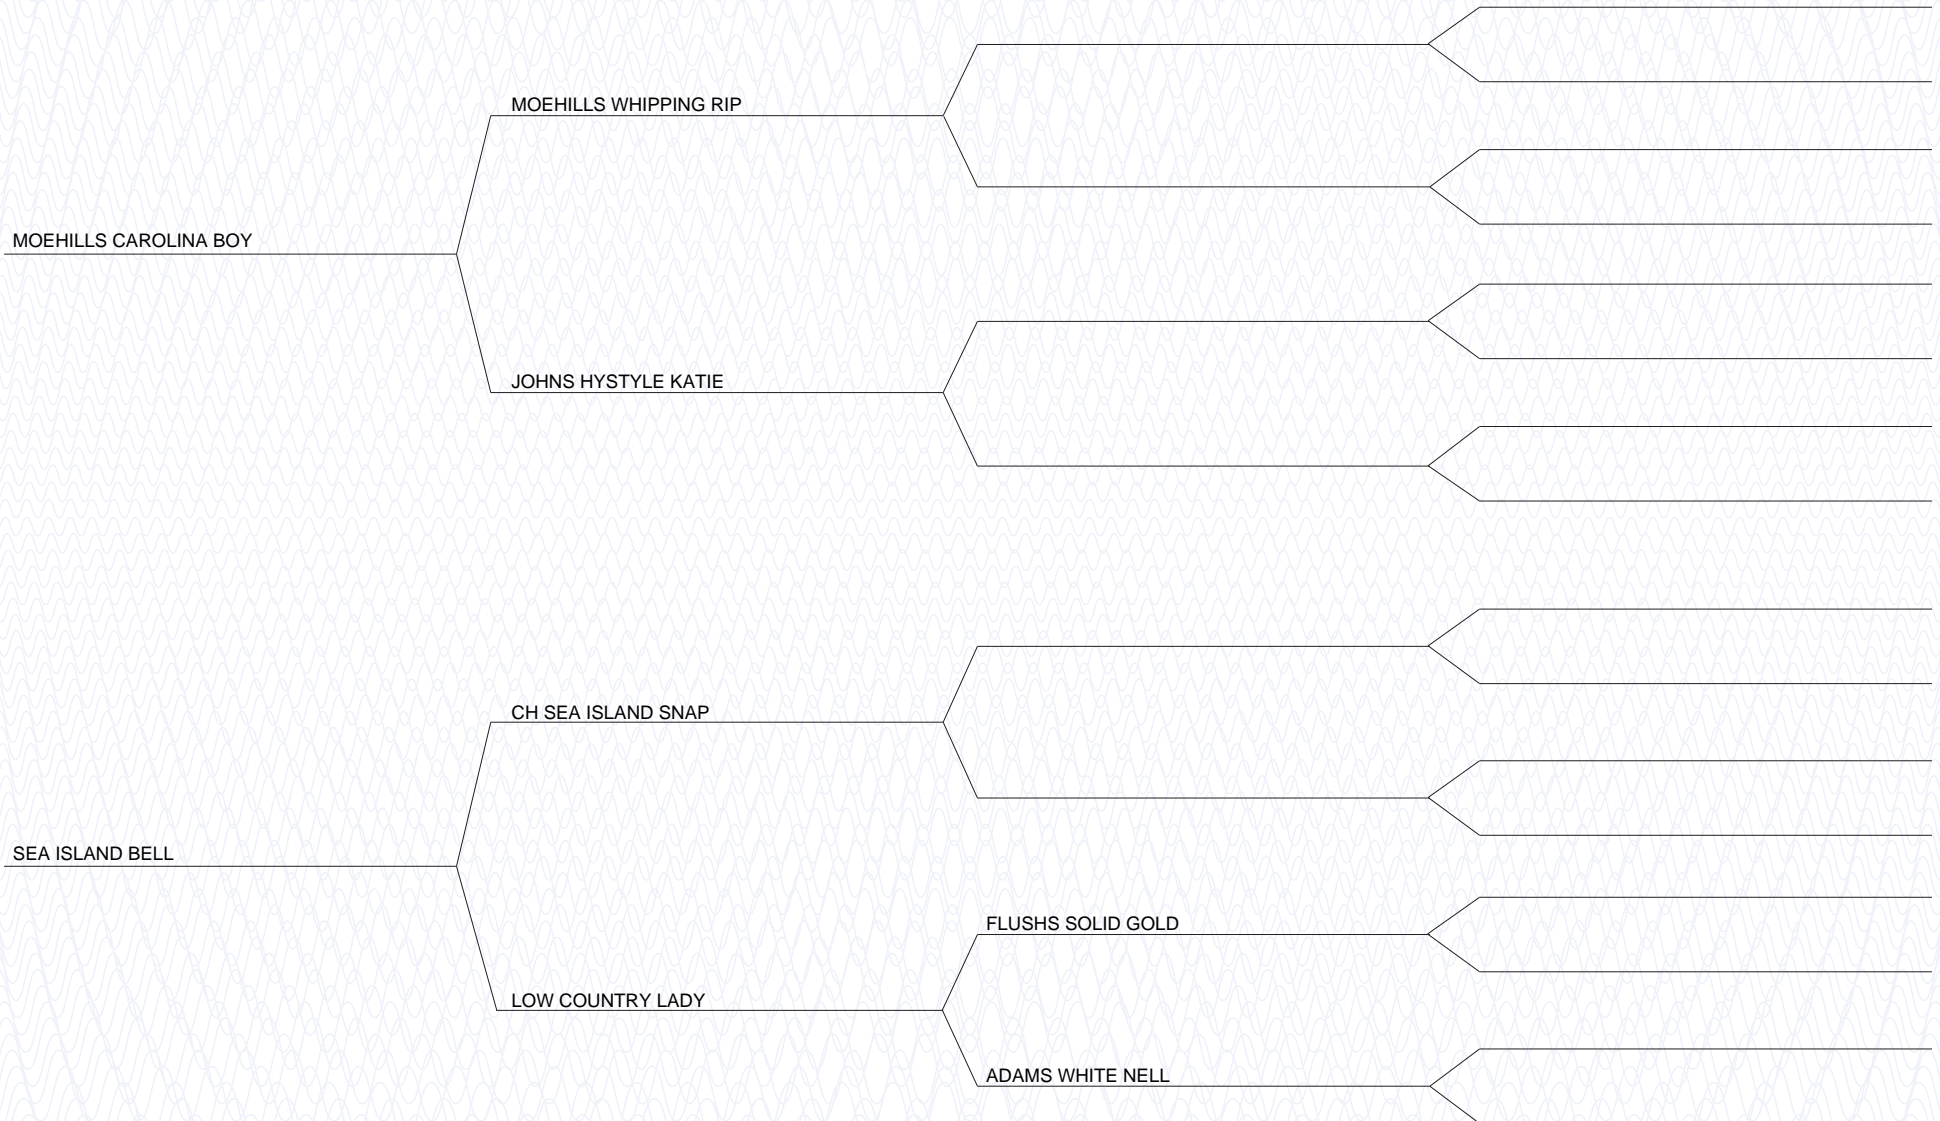 MOEHILLS WHIPPING RIP
MOEHILLS CAROLINA BOY
JOHNS HYSTYLE KATIE
CH SEA ISLAND SNAP
SEA ISLAND BELL
FLUSHS SOLID GOLD
LOW COUNTRY LADY
ADAMS WHITE NELL